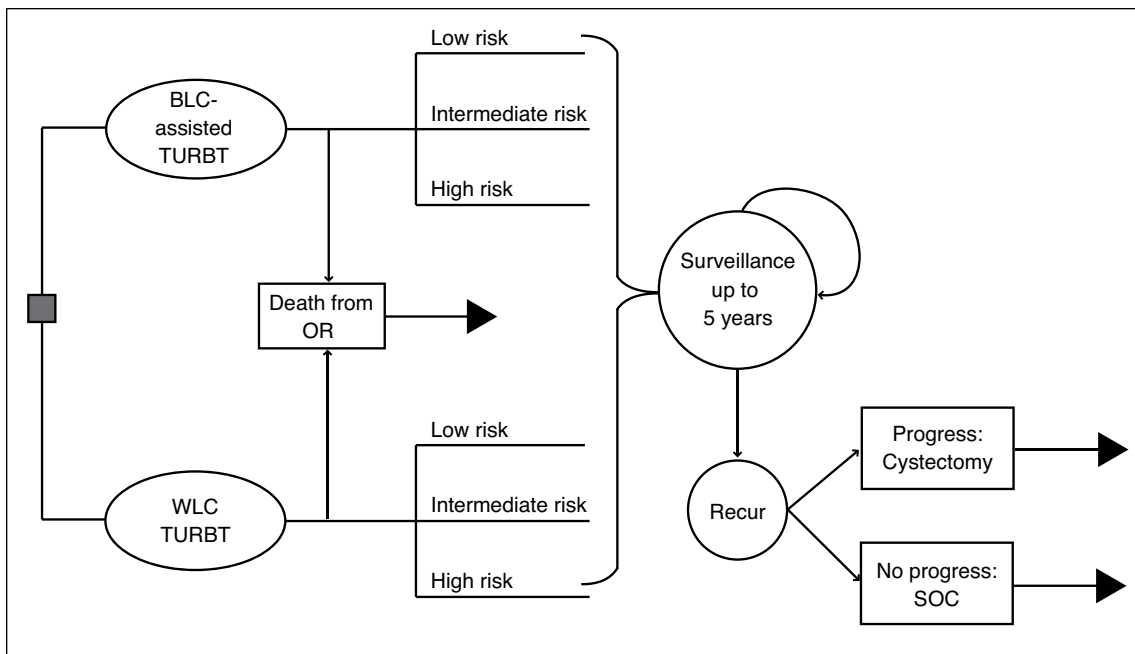 Low risk
BLC-
assisted
TURBT
Intermediate risk
High risk
Death from
OR
Surveillance
up to
5 years
Low risk
WLC
TURBT
Intermediate risk
High risk
Recur
Progress:
Cystectomy
No progress:
SOC